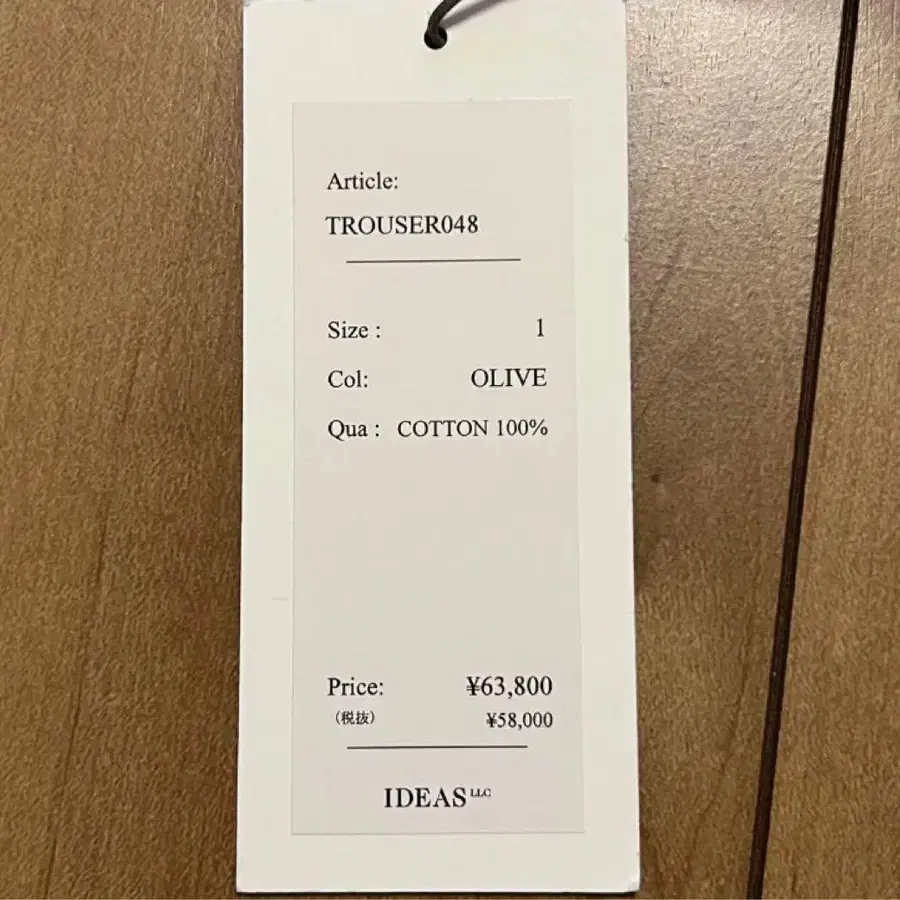 Article:
TROUSER048
Size : 1
Col: OLIVE
Qua : COTTON 100%
Price: ¥63,800
(税抜) ¥58,000
IDEAS LLC